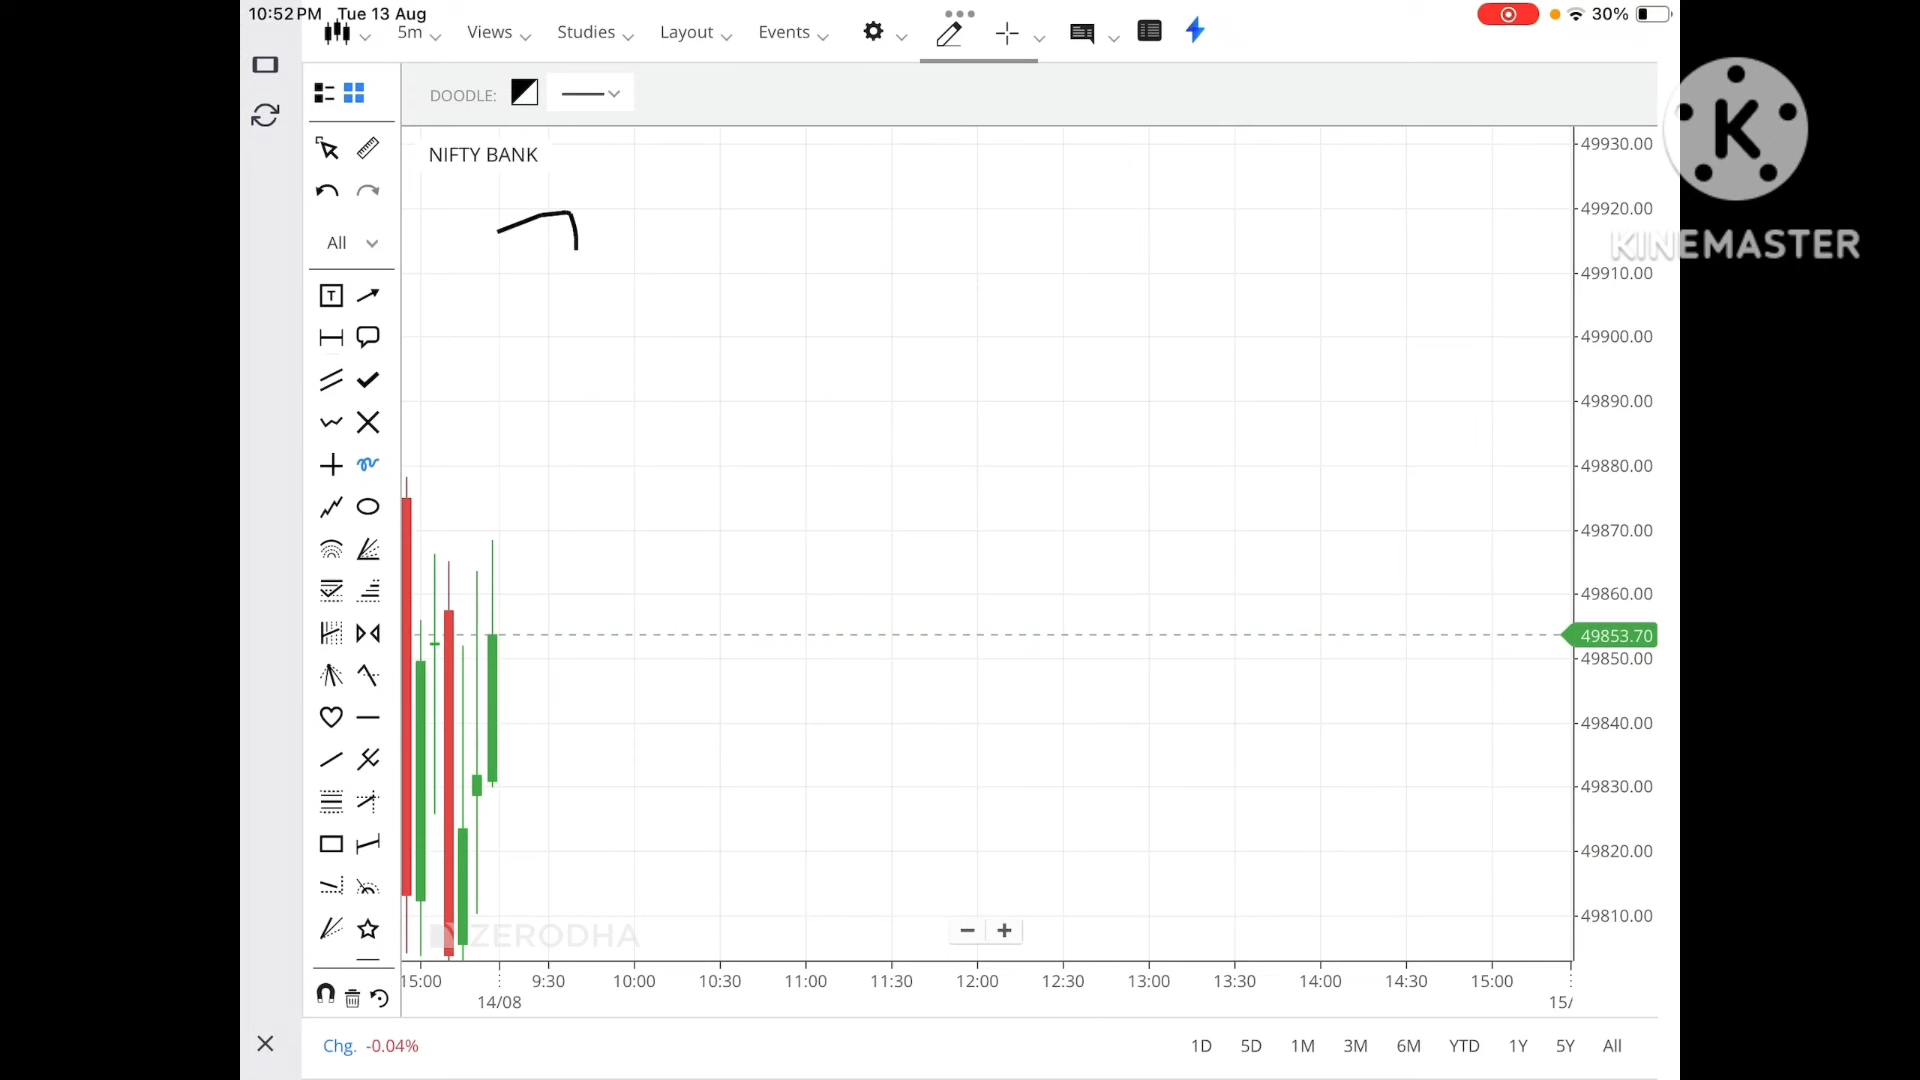 10:52 PM Tue 13 Aug
30%
5m Views Studies Layout Events
DOODLE:
NIFTY BANK
All
T
K
KINEMASTER
49930.00
49920.00
49910.00
49900.00
49890.00
49880.00
49870.00
49860.00
49853.70
49850.00
49840.00
49830.00
49820.00
49810.00
ZERODHA
15:00 9:30 10:00 10:30 11:00 11:30 12:00 12:30 13:00 13:30 14:00 14:30 15:00
14/08 15/
Chg. -0.04%
1D 5D 1M 3M 6M YTD 1Y 5Y All